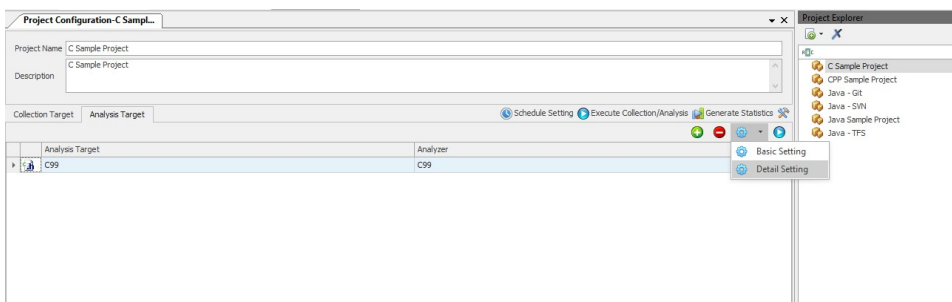 Project Configuration-C Sampl...
Project Name C Sample Project
Description C Sample Project
Collection Target Analysis Target Schedule Setting Execute Collection/Analysis Generate Statistics
Analysis Target Analyzer
C99 C99
Basic Setting
Detail Setting
Project Explorer
C Sample Project
CPP Sample Project
Java - Git
Java - SVN
Java Sample Project
Java - TFS